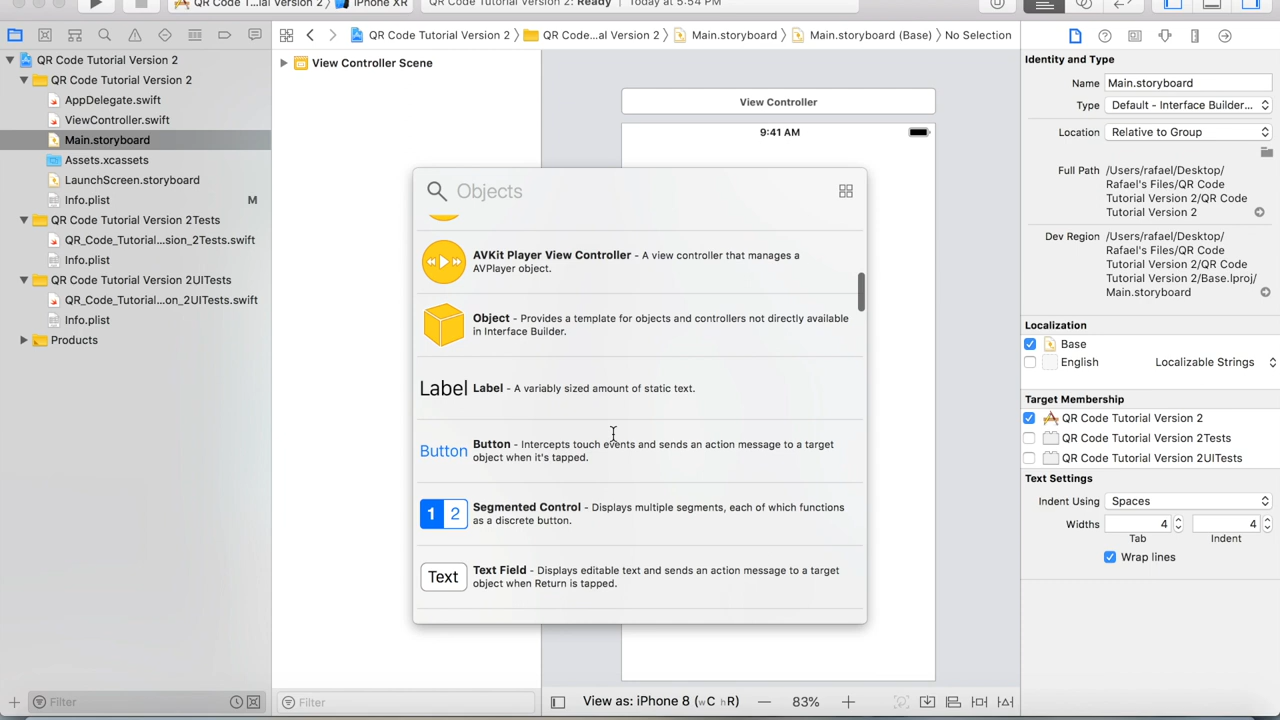 QR Code T...ial Version 2 〉 iPhone XR
QR Code Tutorial Version 2: Ready | Today at 5:54 PM
QR Code Tutorial Version 2 〉 QR Code...al Version 2 〉 Main.storyboard 〉 Main.storyboard (Base) 〉 No Selection
QR Code Tutorial Version 2
QR Code Tutorial Version 2
AppDelegate.swift
ViewController.swift
Main.storyboard
Assets.xcassets
LaunchScreen.storyboard
Info.plist M
QR Code Tutorial Version 2Tests
QR_Code_Tutorial...sion_2Tests.swift
Info.plist
QR Code Tutorial Version 2UITests
QR_Code_Tutorial...on_2UITests.swift
Info.plist
Products
Filter
View Controller Scene
Filter
View Controller
9:41 AM
Objects
AVKit Player View Controller - A view controller that manages a
AVPlayer object.
Object - Provides a template for objects and controllers not directly available
in Interface Builder.
Label Label - A variably sized amount of static text.
Button Button - Intercepts touch events and sends an action message to a target
object when it's tapped.
1 2 Segmented Control - Displays multiple segments, each of which functions
as a discrete button.
Text Text Field - Displays editable text and sends an action message to a target
object when Return is tapped.
View as: iPhone 8 (wC hR) — 83% +
Identity and Type
Name Main.storyboard
Type Default - Interface Builder...
Location Relative to Group
Full Path /Users/rafael/Desktop/
Rafael's Files/QR Code
Tutorial Version 2/QR Code
Tutorial Version 2
Dev Region /Users/rafael/Desktop/
Rafael's Files/QR Code
Tutorial Version 2/QR Code
Tutorial Version 2/Base.lproj/
Main.storyboard
Localization
Base
English Localizable Strings
Target Membership
QR Code Tutorial Version 2
QR Code Tutorial Version 2Tests
QR Code Tutorial Version 2UITests
Text Settings
Indent Using Spaces
Widths 4 4
Tab Indent
Wrap lines